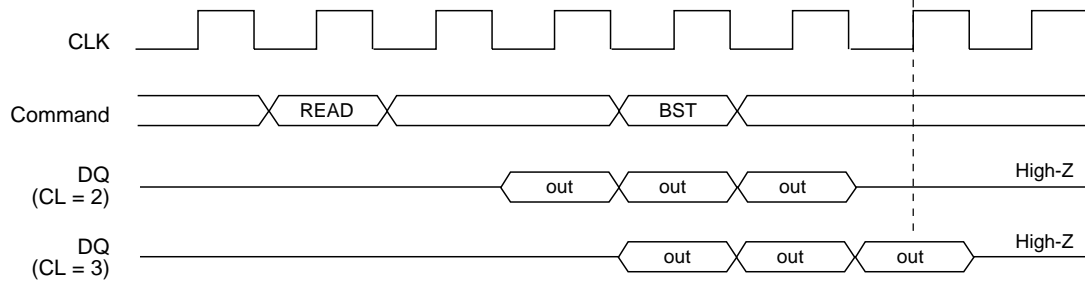 CLK
Command READ BST
DQ
(CL = 2) out out out High-Z
DQ
(CL = 3) out out out High-Z